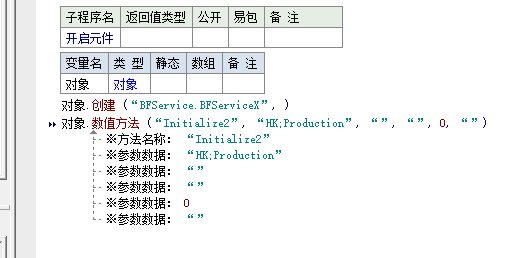 子程序名 返回值类型 公开 易包 备 注
开启元件
变量名 类 型 静态 数组 备 注
对象 对象
对象.创建 (“BFService.BFServiceX”, )
对象.数值方法 (“Initialize2”, “HK;Production”, “”, “”, 0, “”)
※方法名称: “Initialize2”
※参数数据: “HK;Production”
※参数数据: “”
※参数数据: “”
※参数数据: 0
※参数数据: “”